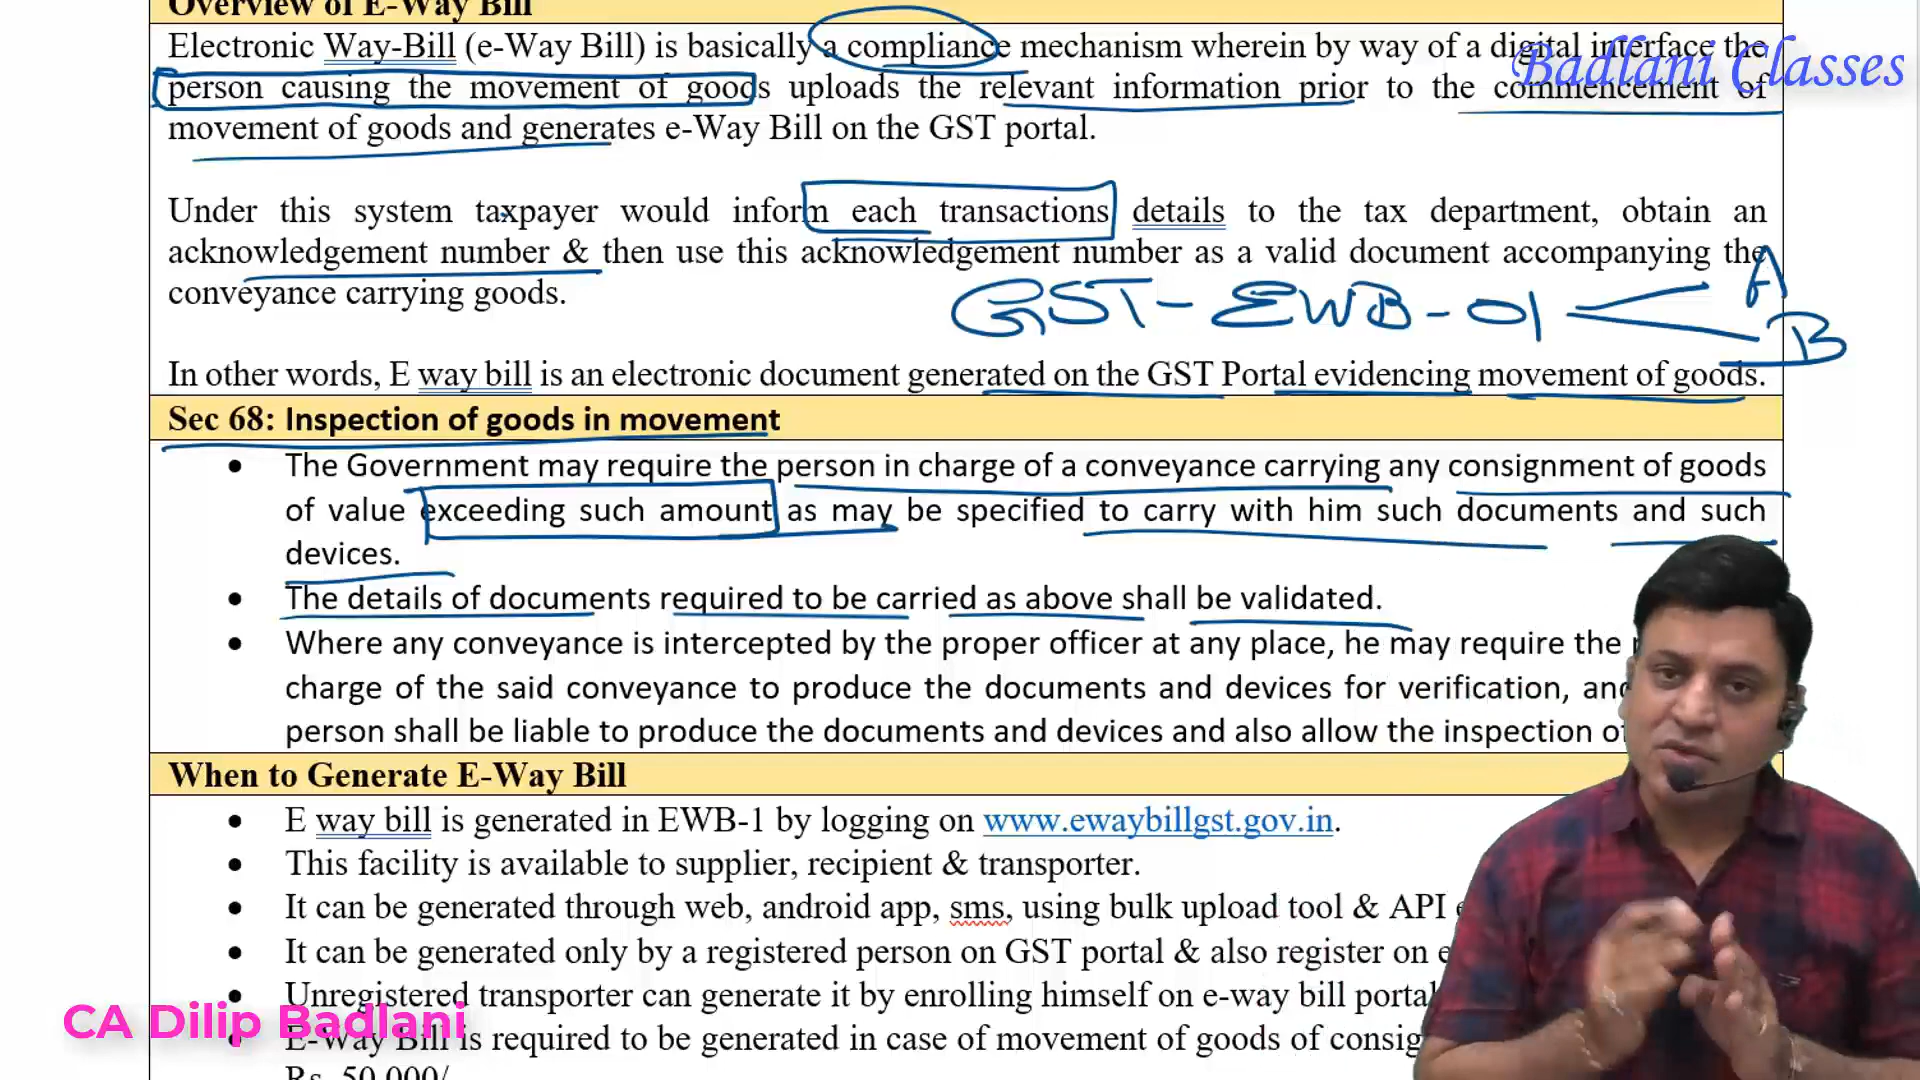 Overview of E-Way Bill
Electronic Way-Bill (e-Way Bill) is basically a compliance mechanism wherein by way of a digital interface the
Badlani Classes
person causing the movement of goods uploads the relevant information prior to the commencement of
movement of goods and generates e-Way Bill on the GST portal.
Under this system taxpayer would inform each transactions details to the tax department, obtain an
acknowledgement number & then use this acknowledgement number as a valid document accompanying the
conveyance carrying goods.
GST-EWB-01
A
B
In other words, E way bill is an electronic document generated on the GST Portal evidencing movement of goods.
Sec 68: Inspection of goods in movement
• The Government may require the person in charge of a conveyance carrying any consignment of goods
of value exceeding such amount as may be specified to carry with him such documents and such
devices.
• The details of documents required to be carried as above shall be validated.
• Where any conveyance is intercepted by the proper officer at any place, he may require the
charge of the said conveyance to produce the documents and devices for verification, and
person shall be liable to produce the documents and devices and also allow the inspection of
When to Generate E-Way Bill
• E way bill is generated in EWB-1 by logging on www.ewaybillgst.gov.in.
• This facility is available to supplier, recipient & transporter.
• It can be generated through web, android app, sms, using bulk upload tool & API
• It can be generated only by a registered person on GST portal & also register on
• Unregistered transporter can generate it by enrolling himself on e-way bill portal
CA Dilip Badlani
• E-Way Bill is required to be generated in case of movement of goods of consig
Rs. 50,000/